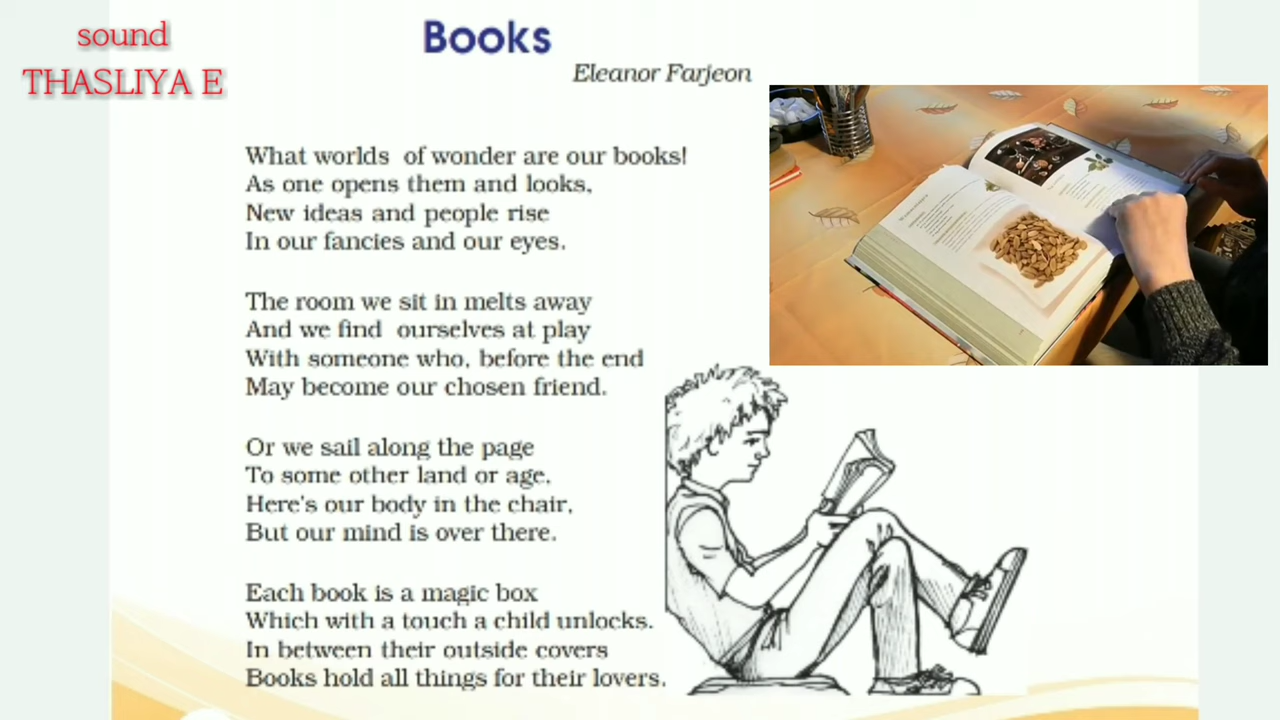 sound
THASLIYA E
Books
Eleanor Farjeon
What worlds of wonder are our books!
As one opens them and looks,
New ideas and people rise
In our fancies and our eyes.
The room we sit in melts away
And we find ourselves at play
With someone who, before the end
May become our chosen friend.
Or we sail along the page
To some other land or age,
Here's our body in the chair,
But our mind is over there.
Each book is a magic box
Which with a touch a child unlocks.
In between their outside covers
Books hold all things for their lovers.